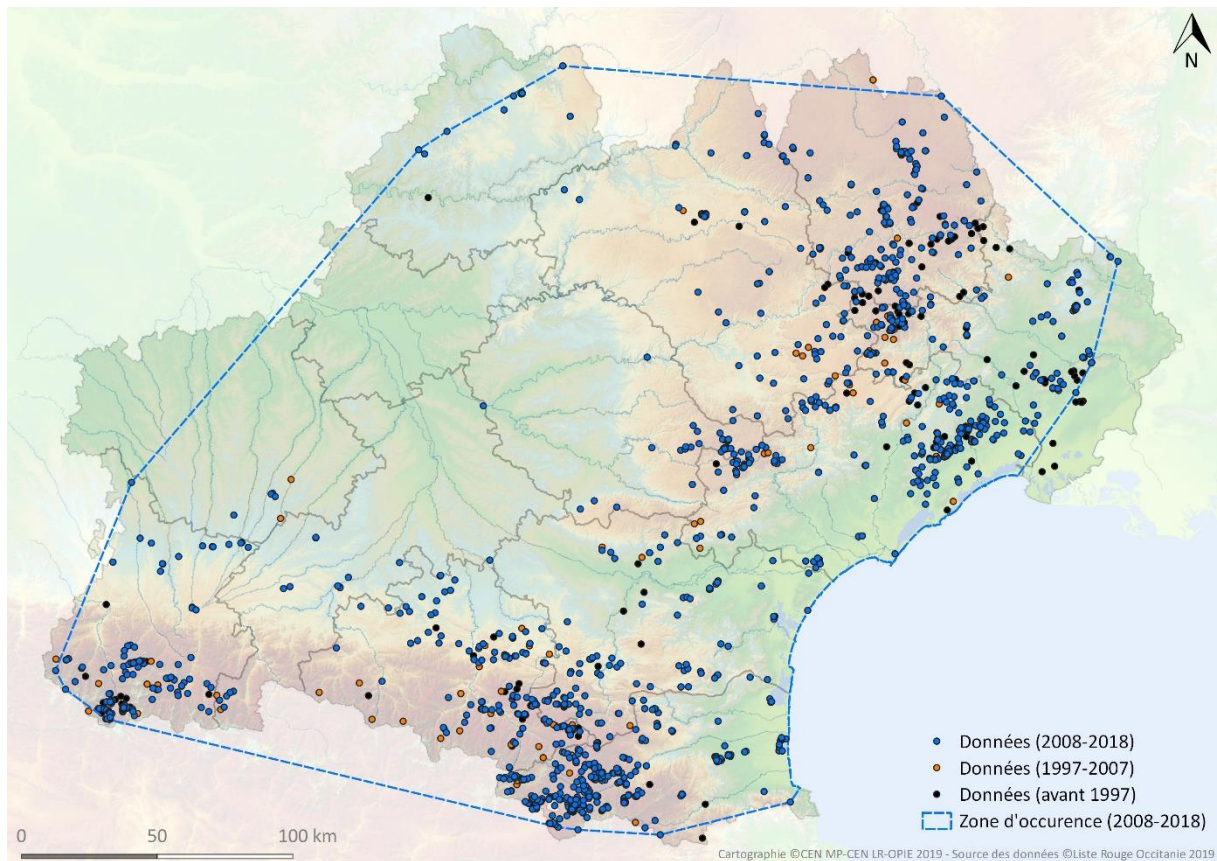 N
Données (2008-2018)
Données (1997-2007)
Données (avant 1997)
Zone d'occurence (2008-2018)
0 50 100 km
Cartographie ©CEN MP-CEN LR-OPIE 2019 - Source des données ©Liste Rouge Occitanie 2019